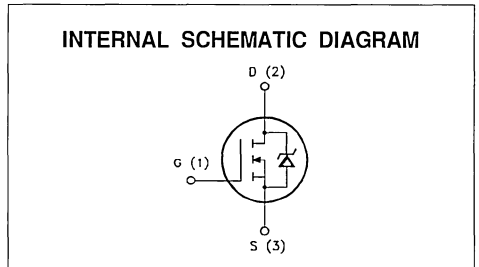 INTERNAL SCHEMATIC DIAGRAM
D (2)
G (1)
S (3)